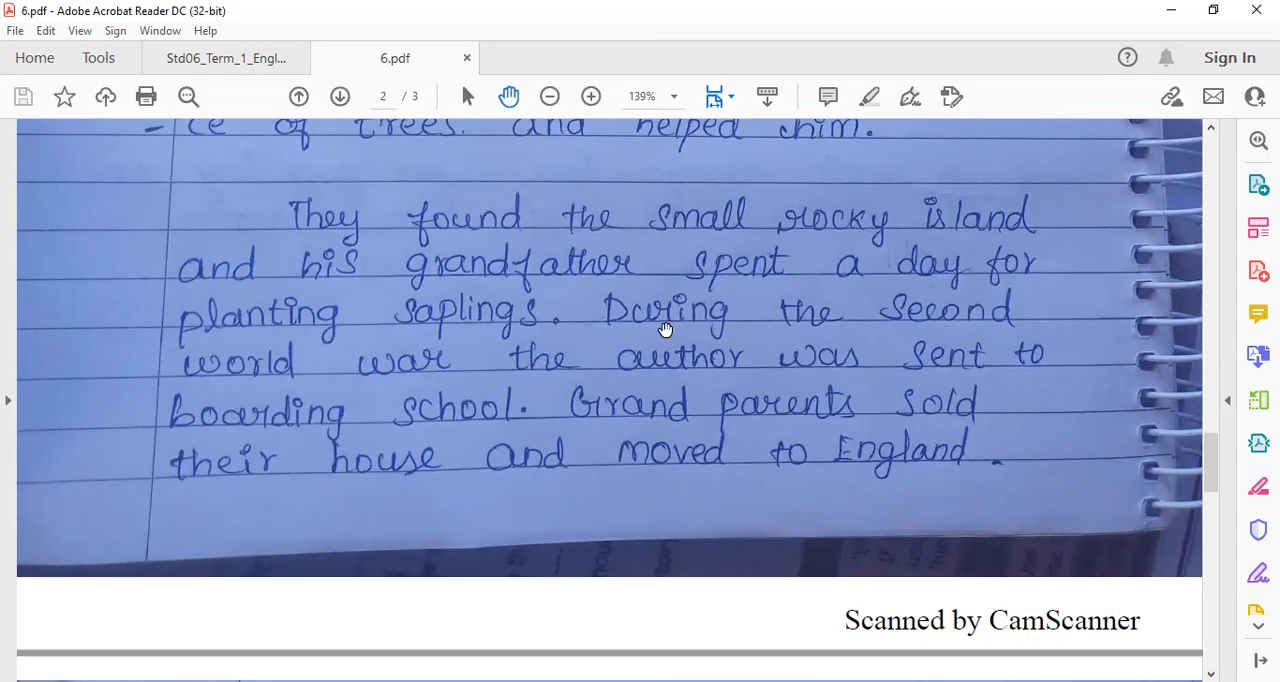 6.pdf - Adobe Acrobat Reader DC (32-bit)
File Edit View Sign Window Help
Home Tools Std06_Term_1_Engl... 6.pdf × Sign In
2 / 3 139%
- ce of trees. and helped him.
They found the small rocky island
and his grandfather spent a day for
planting saplings. During the second
world war the author was sent to
boarding school. Grand parents sold
their house and moved to England.
Scanned by CamScanner